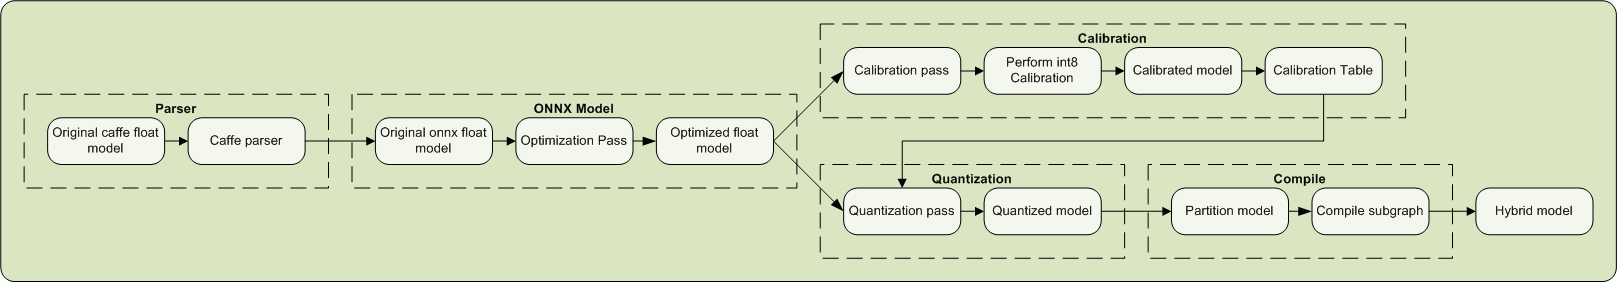 Parser
Original caffe float
model
Caffe parser
ONNX Model
Original onnx float
model
Optimization Pass
Optimized float
model
Calibration
Calibration pass
Perform int8
Calibration
Calibrated model
Calibration Table
Quantization
Quantization pass
Quantized model
Compile
Partition model
Compile subgraph
Hybrid model